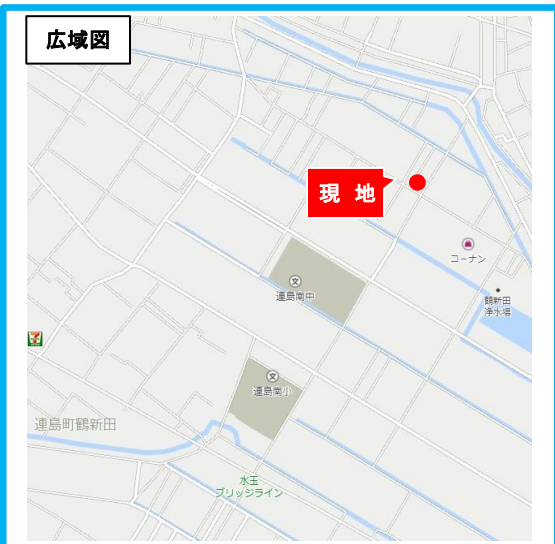 広域図
現 地
コーナン
連島南中
鶴新田
浄水場
7
連島南小
連島町鶴新田
水玉
ブリッジライン